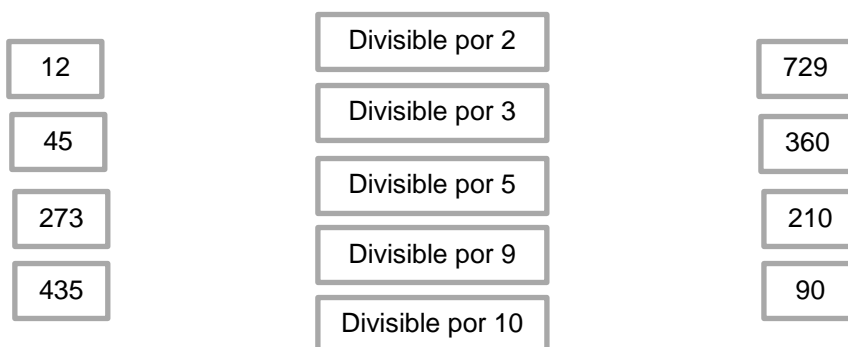 Divisible por 2
12
729
Divisible por 3
45
360
Divisible por 5
273
210
Divisible por 9
435
90
Divisible por 10